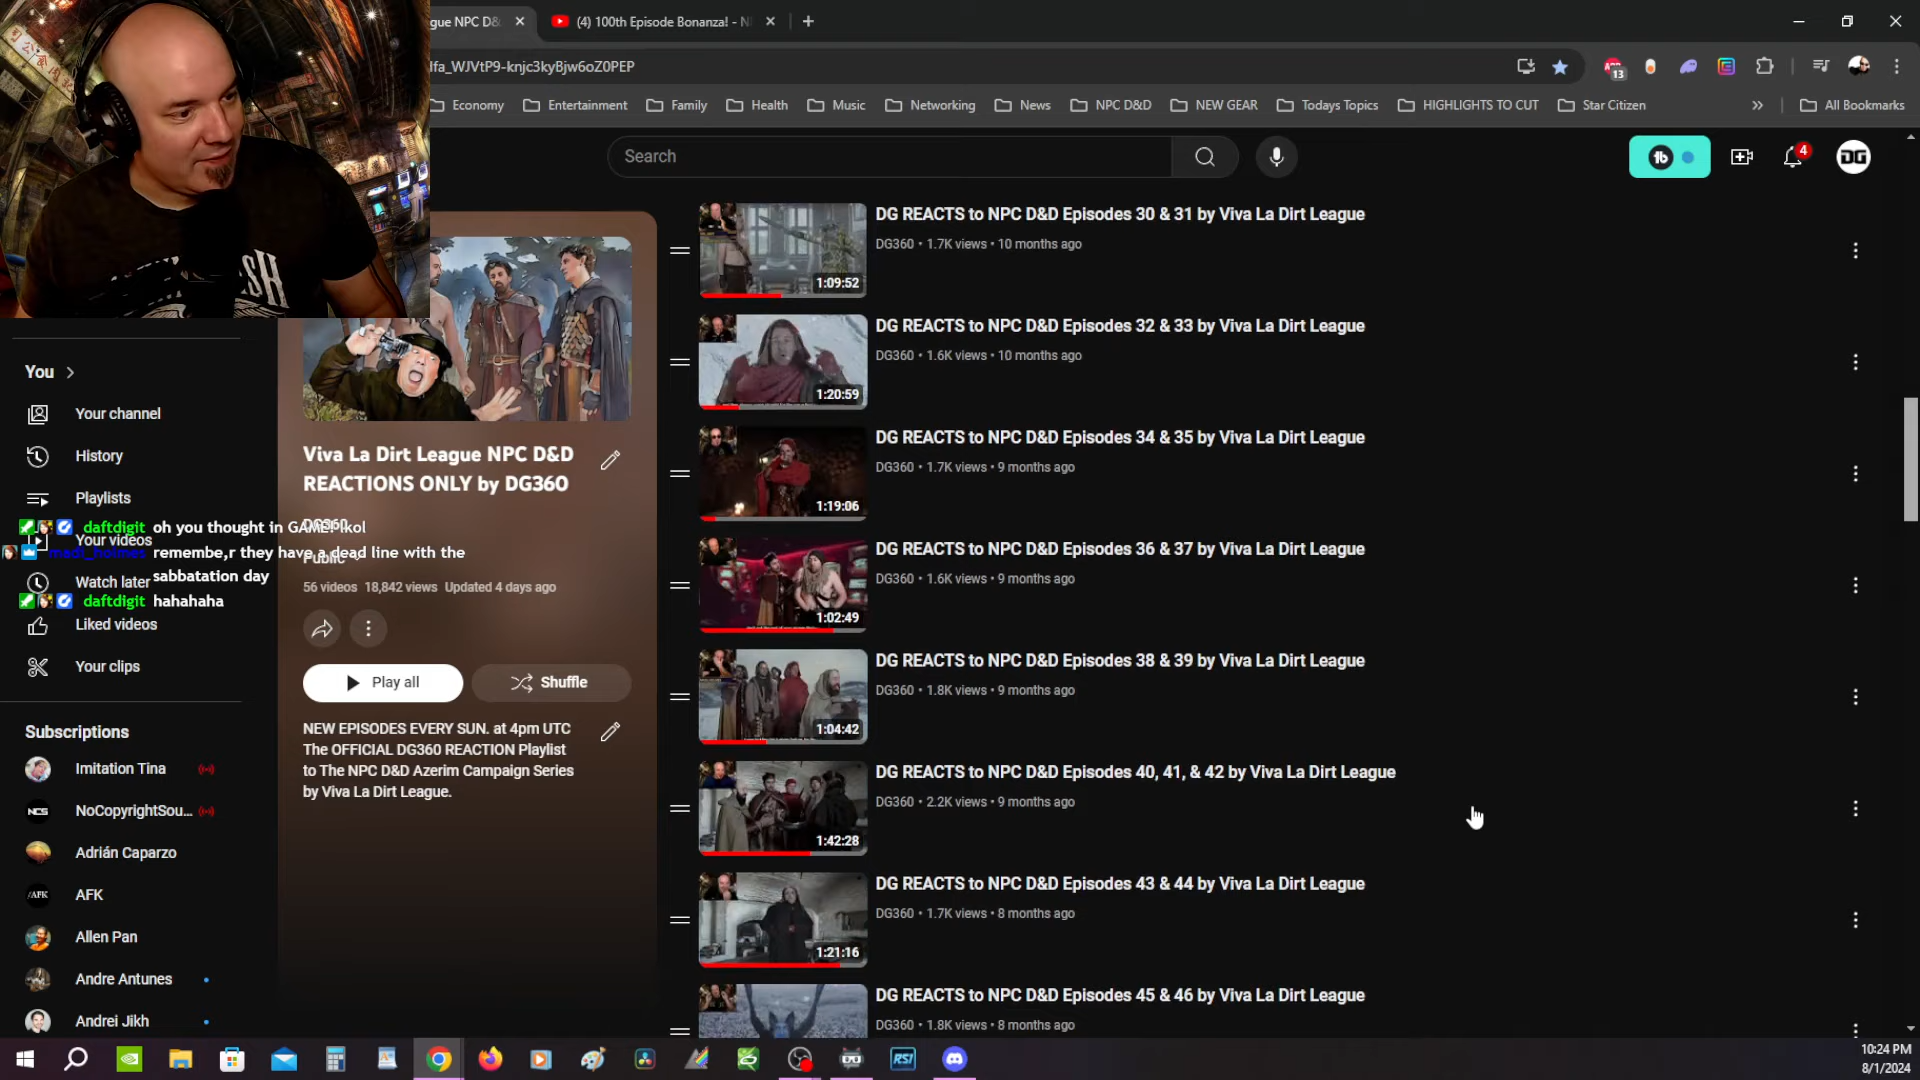 gue NPC D&
(4) 100th Episode Bonanza! - N
lfa_WJVtP9-knjc3kyBjw6oZ0PEP
13
Economy
Entertainment
Family
Health
Music
Networking
News
NPC D&D
NEW GEAR
Todays Topics
HIGHLIGHTS TO CUT
Star Citizen
All Bookmarks
Search
4
DG
You
Your channel
History
Playlists
Your videos
Watch later
Liked videos
Your clips
daftdigit oh you thought in GAME! lkol
madi_holmes remembe,r they have a dead line with the
sabbatation day
daftdigit hahahaha
Subscriptions
Imitation Tina
NoCopyrightSou...
Adrián Caparzo
AFK
Allen Pan
Andre Antunes
Andrei Jikh
Viva La Dirt League NPC D&D
REACTIONS ONLY by DG360
DG360
Public
56 videos 18,842 views Updated 4 days ago
Play all
Shuffle
NEW EPISODES EVERY SUN. at 4pm UTC
The OFFICIAL DG360 REACTION Playlist
to The NPC D&D Azerim Campaign Series
by Viva La Dirt League.
DG REACTS to NPC D&D Episodes 30 & 31 by Viva La Dirt League
DG360 • 1.7K views • 10 months ago
1:09:52
DG REACTS to NPC D&D Episodes 32 & 33 by Viva La Dirt League
DG360 • 1.6K views • 10 months ago
1:20:59
DG REACTS to NPC D&D Episodes 34 & 35 by Viva La Dirt League
DG360 • 1.7K views • 9 months ago
1:19:06
DG REACTS to NPC D&D Episodes 36 & 37 by Viva La Dirt League
DG360 • 1.6K views • 9 months ago
1:02:49
DG REACTS to NPC D&D Episodes 38 & 39 by Viva La Dirt League
DG360 • 1.8K views • 9 months ago
1:04:42
DG REACTS to NPC D&D Episodes 40, 41, & 42 by Viva La Dirt League
DG360 • 2.2K views • 9 months ago
1:42:28
DG REACTS to NPC D&D Episodes 43 & 44 by Viva La Dirt League
DG360 • 1.7K views • 8 months ago
1:21:16
DG REACTS to NPC D&D Episodes 45 & 46 by Viva La Dirt League
DG360 • 1.8K views • 8 months ago
RSI
10:24 PM
8/1/2024